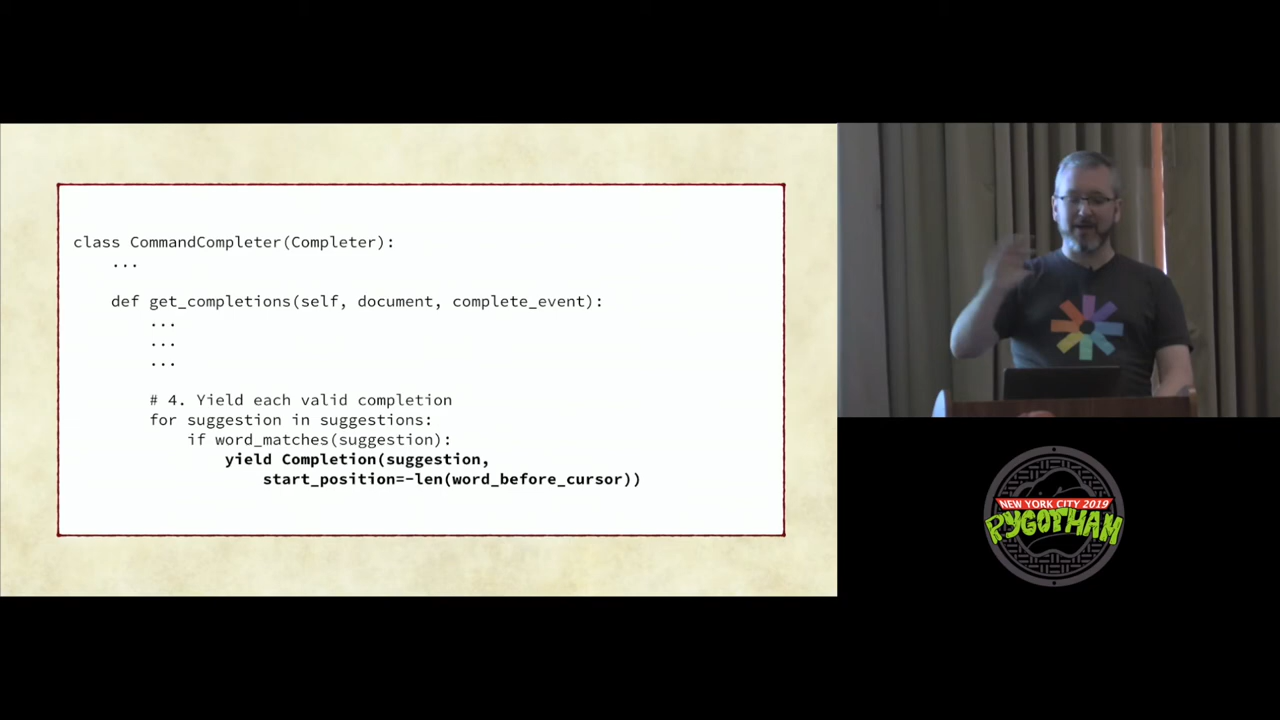 class CommandCompleter(Completer):
...
def get_completions(self, document, complete_event):
...
...
...
# 4. Yield each valid completion
for suggestion in suggestions:
if word_matches(suggestion):
yield Completion(suggestion,
start_position=-len(word_before_cursor))
NEW YORK CITY 2019
PYGOTHAM